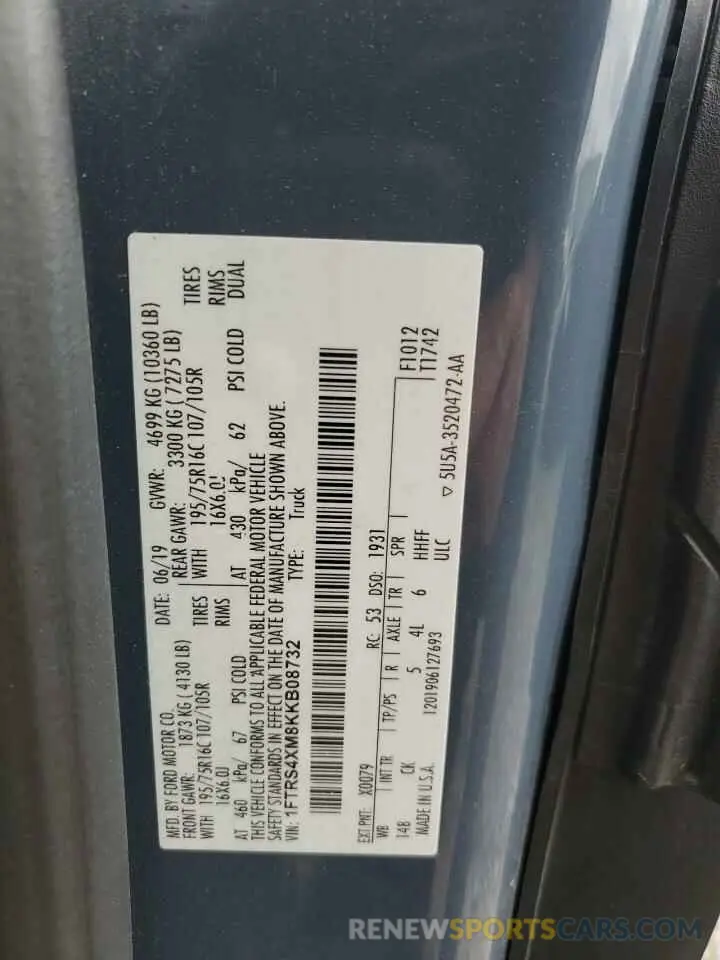 MFD. BY FORD MOTOR CO.
DATE: 06/19 GVWR: 4699 KG (10360 LB)
FRONT GAWR: 1873 KG ( 4130 LB) REAR GAWR: 3300 KG ( 7275 LB)
WITH 195/75R16C 107/105R TIRES WITH 195/75R16C 107/105R TIRES
16X6.0J RIMS 16X6.0J RIMS
AT 460 kPa/ 67 PSI COLD AT 430 kPa/ 62 PSI COLD DUAL
THIS VEHICLE CONFORMS TO ALL APPLICABLE FEDERAL MOTOR VEHICLE
SAFETY STANDARDS IN EFFECT ON THE DATE OF MANUFACTURE SHOWN ABOVE.
VIN: 1FTRS4XM8KKB08732 TYPE: Truck
EXT PNT: X0079 RC: 53 DSO: 1931
WB INT TR TP/PS R AXLE TR SPR F1012
148 CK 5 4L 6 HHFF T1742
MADE IN U.S.A. 1201906127693 ULC
▽ 5U5A-3520472-AA
RENEWSPORTSCARS.COM